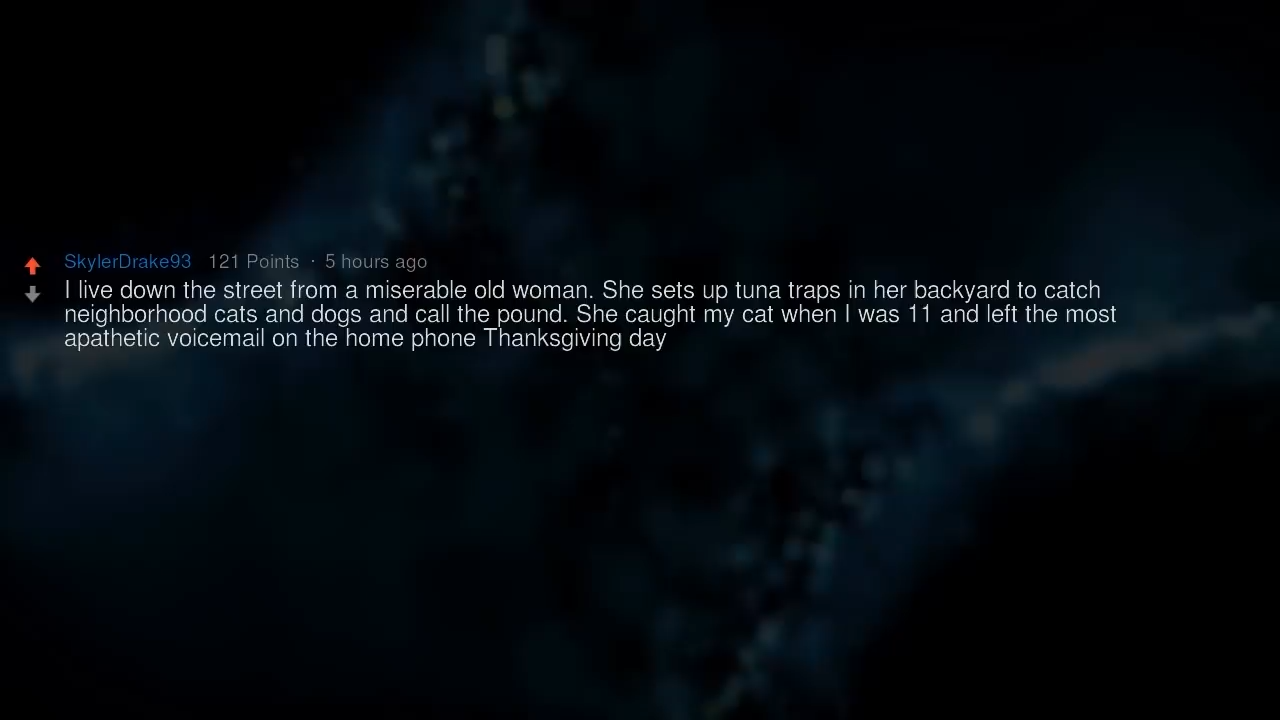 SkylerDrake93 121 Points · 5 hours ago
I live down the street from a miserable old woman. She sets up tuna traps in her backyard to catch
neighborhood cats and dogs and call the pound. She caught my cat when I was 11 and left the most
apathetic voicemail on the home phone Thanksgiving day